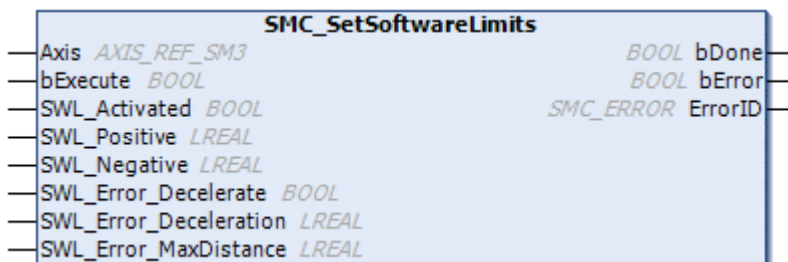 SMC_SetSoftwareLimits
Axis AXIS_REF_SM3 BOOL bDone
bExecute BOOL BOOL bError
SWL_Activated BOOL SMC_ERROR ErrorID
SWL_Positive LREAL
SWL_Negative LREAL
SWL_Error_Decelerate BOOL
SWL_Error_Deceleration LREAL
SWL_Error_MaxDistance LREAL